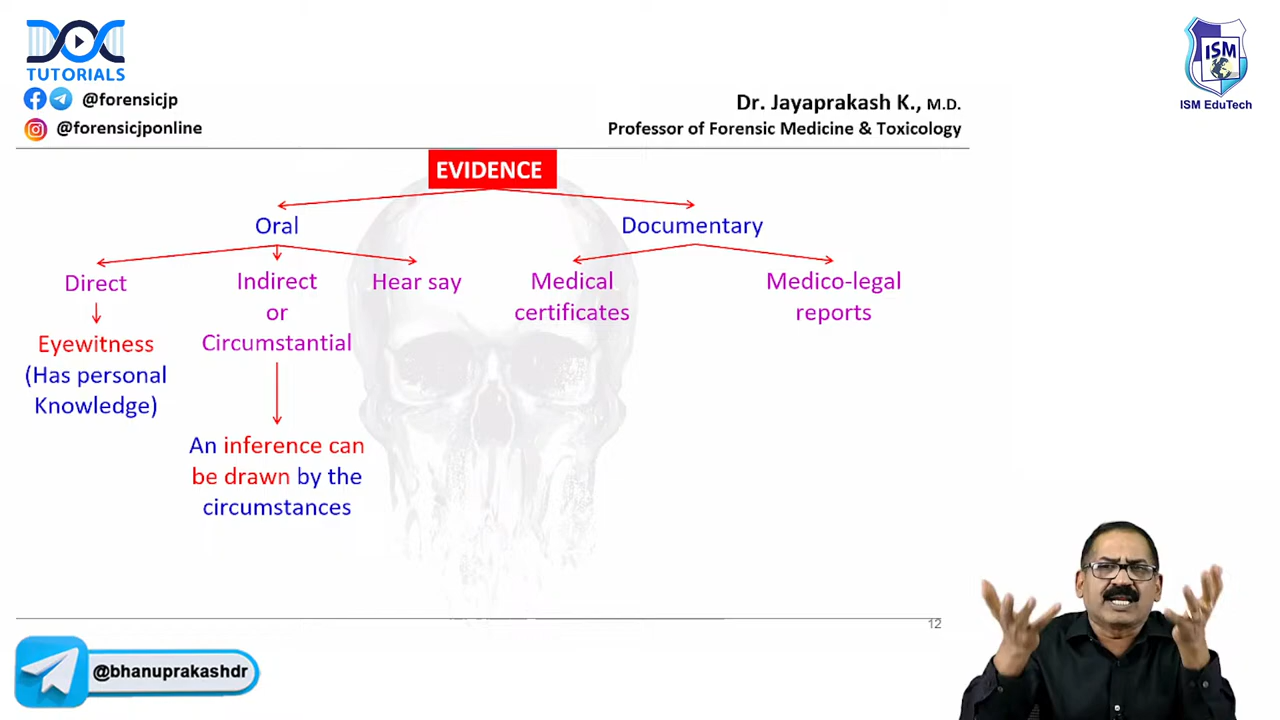 DOC
TUTORIALS
@forensicjp
@forensicjponline
ISM
ISM EduTech
Dr. Jayaprakash K., M.D.
Professor of Forensic Medicine & Toxicology
EVIDENCE
Oral
Documentary
Direct
Indirect
or
Circumstantial
Hear say
Medical
certificates
Medico-legal
reports
Eyewitness
(Has personal
Knowledge)
An inference can
be drawn by the
circumstances
12
@bhanuprakashdr